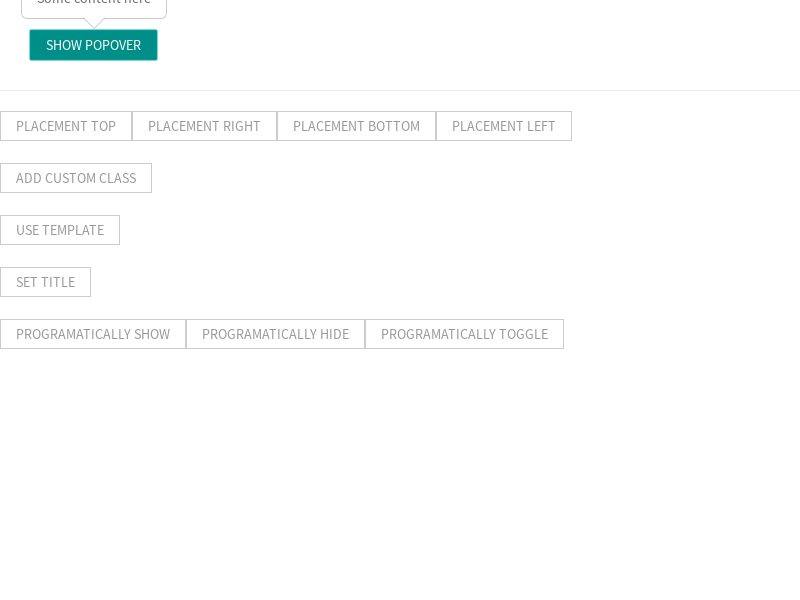 Some content here
SHOW POPOVER
PLACEMENT TOP PLACEMENT RIGHT PLACEMENT BOTTOM PLACEMENT LEFT
ADD CUSTOM CLASS
USE TEMPLATE
SET TITLE
PROGRAMATICALLY SHOW PROGRAMATICALLY HIDE PROGRAMATICALLY TOGGLE